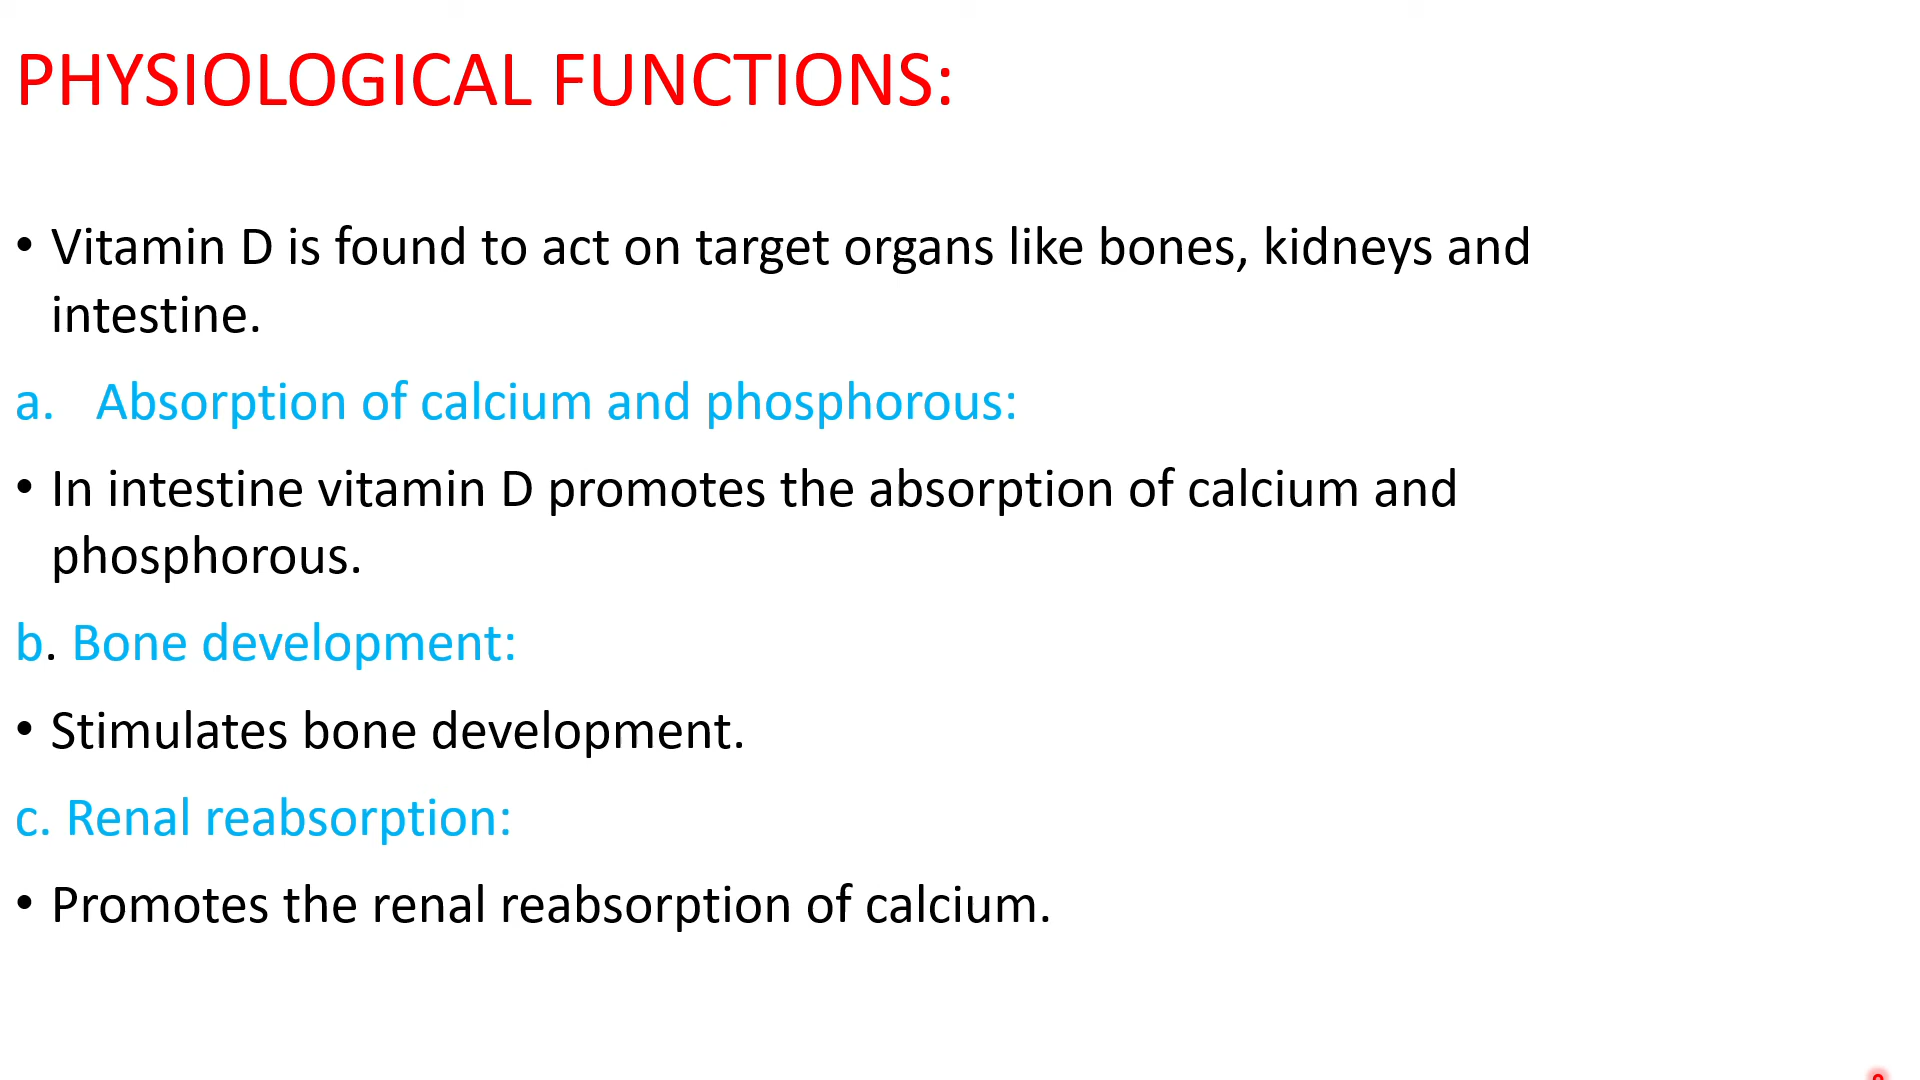 PHYSIOLOGICAL FUNCTIONS:
• Vitamin D is found to act on target organs like bones, kidneys and
intestine.
a. Absorption of calcium and phosphorous:
• In intestine vitamin D promotes the absorption of calcium and
phosphorous.
b. Bone development:
• Stimulates bone development.
c. Renal reabsorption:
• Promotes the renal reabsorption of calcium.